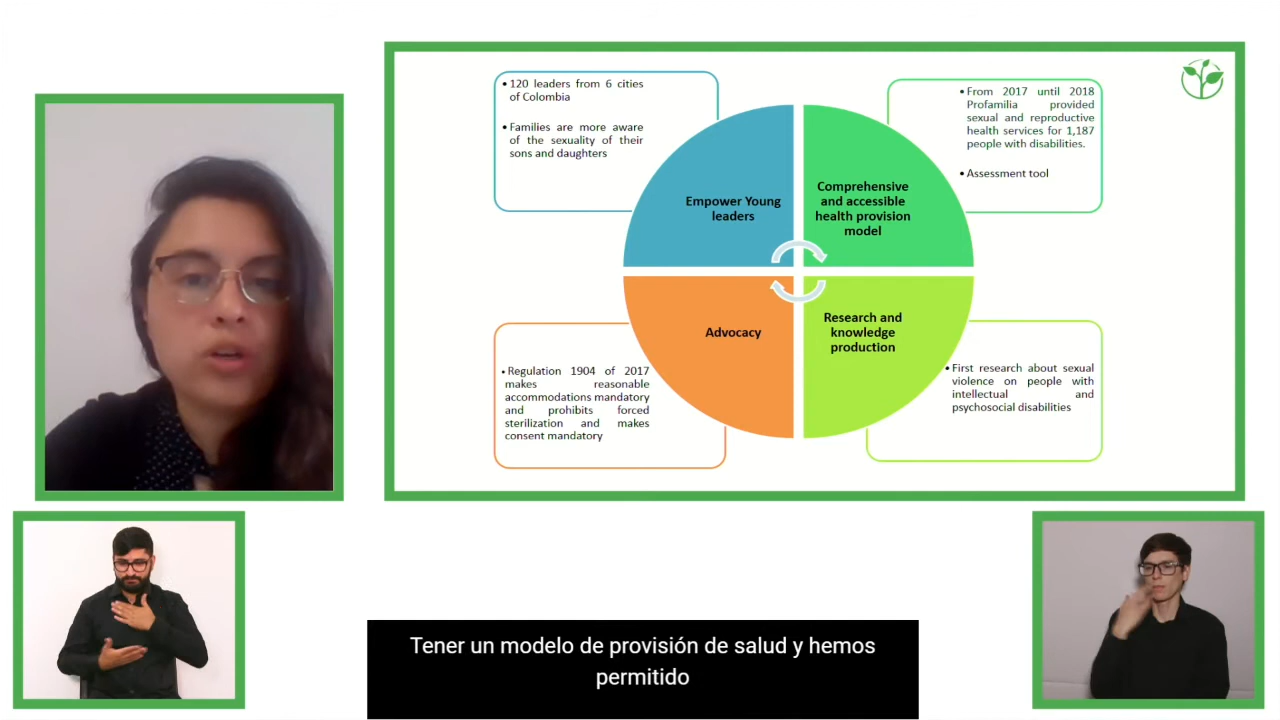 • 120 leaders from 6 cities
of Colombia
• Families are more aware
of the sexuality of their
sons and daughters
• From 2017 until 2018
Profamilia provided
sexual and reproductive
health services for 1,187
people with disabilities.
• Assessment tool
Empower Young
leaders
Comprehensive
and accessible
health provision
model
Advocacy
Research and
knowledge
production
• Regulation 1904 of 2017
makes reasonable
accommodations mandatory
and prohibits forced
sterilization and makes
consent mandatory
• First research about sexual
violence on people with
intellectual and
psychosocial disabilities
Tener un modelo de provisión de salud y hemos
permitido